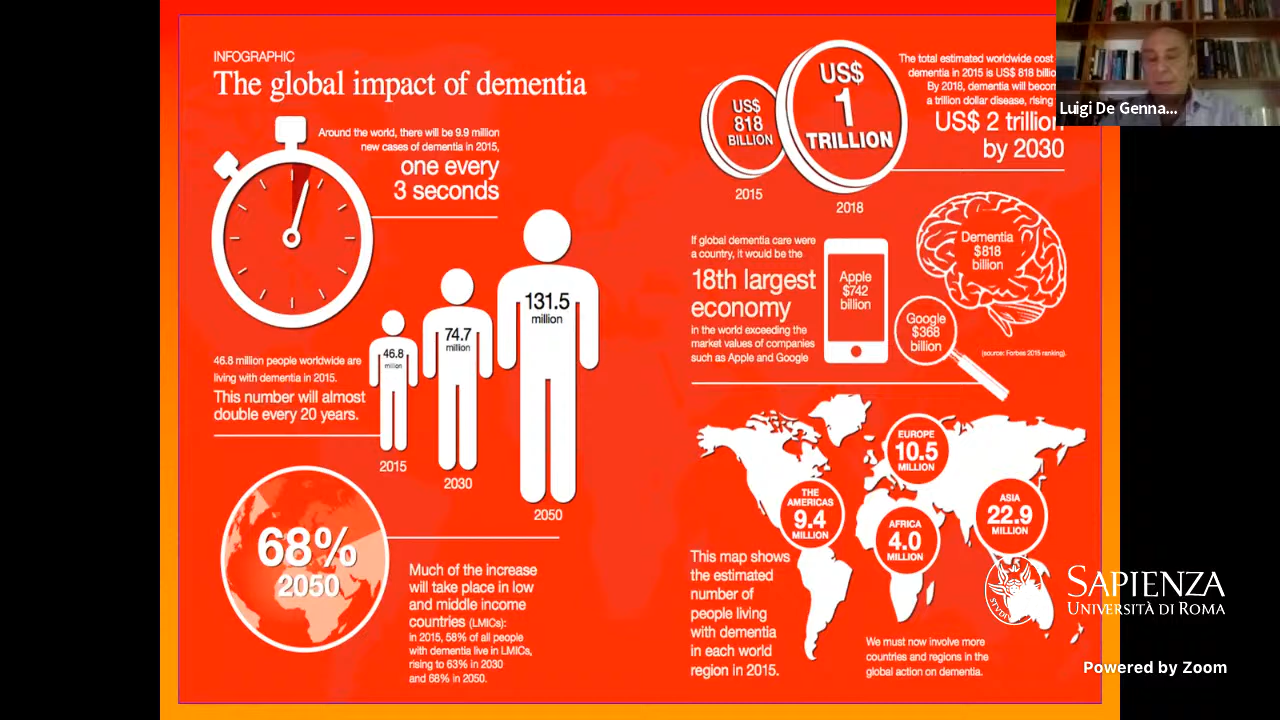 INFOGRAPHIC
The global impact of dementia
Around the world, there will be 9.9 million
new cases of dementia in 2015,
one every
3 seconds
46.8
million
74.7
million
131.5
million
46.8 million people worldwide are
living with dementia in 2015.
This number will almost
double every 20 years.
2015
2030
2050
68%
2050
Much of the increase
will take place in low
and middle income
countries (LMICs):
in 2015, 58% of all people
with dementia live in LMICs,
rising to 63% in 2030
and 68% in 2050.
US$
818
BILLION
2015
US$
1
TRILLION
2018
The total estimated worldwide cost
dementia in 2015 is US$ 818
By 2018, dementia will
a trillion dollar disease, rising
US$ 2 trillion
by 2030
Luigi De Genna...
If global dementia care were
a country, it would be the
18th largest
economy
in the world exceeding the
market values of companies
such as Apple and Google
Apple
$742
billion
Dementia
$818
billion
Google
$368
billion
(source: Forbes 2015 ranking).
EUROPE
10.5
MILLION
THE
AMERICAS
9.4
MILLION
AFRICA
4.0
MILLION
ASIA
22.9
MILLION
This map shows
the estimated
number of
people living
with dementia
in each world
region in 2015.
We must now involve more
countries and regions in the
global action on dementia.
SAPIENZA
UNIVERSITÀ DI ROMA
Powered by Zoom